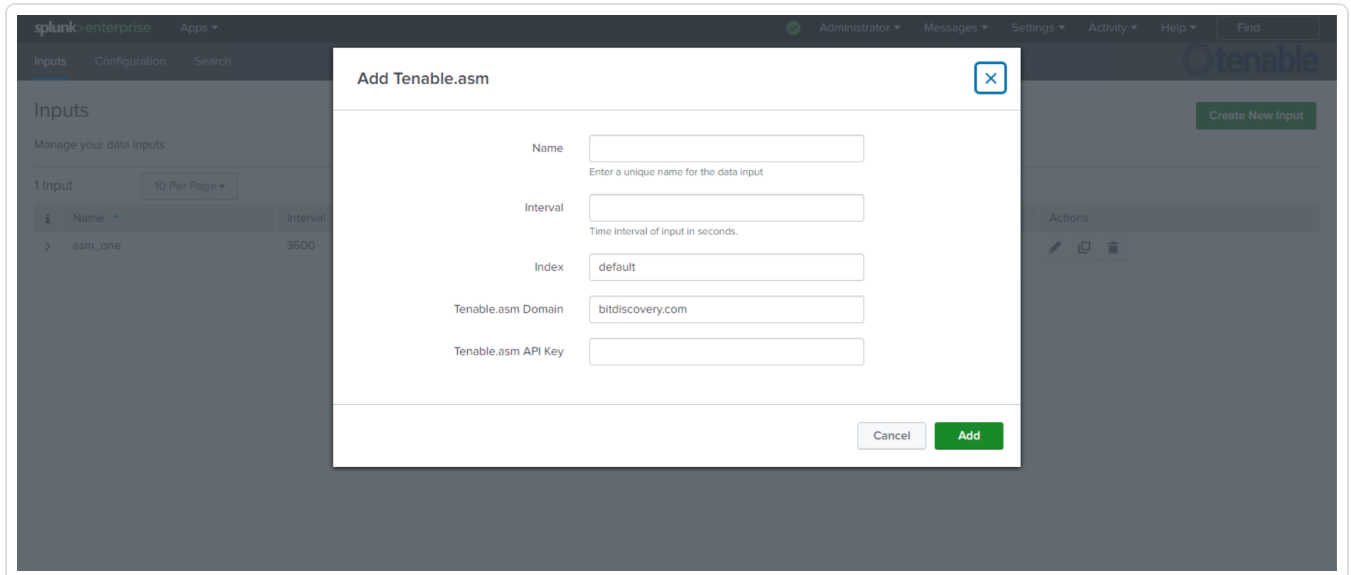 splunk>enterprise Apps Administrator Messages Settings Activity Help Find
Inputs Configuration Search
tenable
Add Tenable.asm
Inputs
Create New Input
Manage your data inputs
1 Input 10 Per Page
i Name Interval Actions
asm_one 3600
Name
Enter a unique name for the data input
Interval
Time interval of input in seconds.
Index default
Tenable.asm Domain bitdiscovery.com
Tenable.asm API Key
Cancel Add